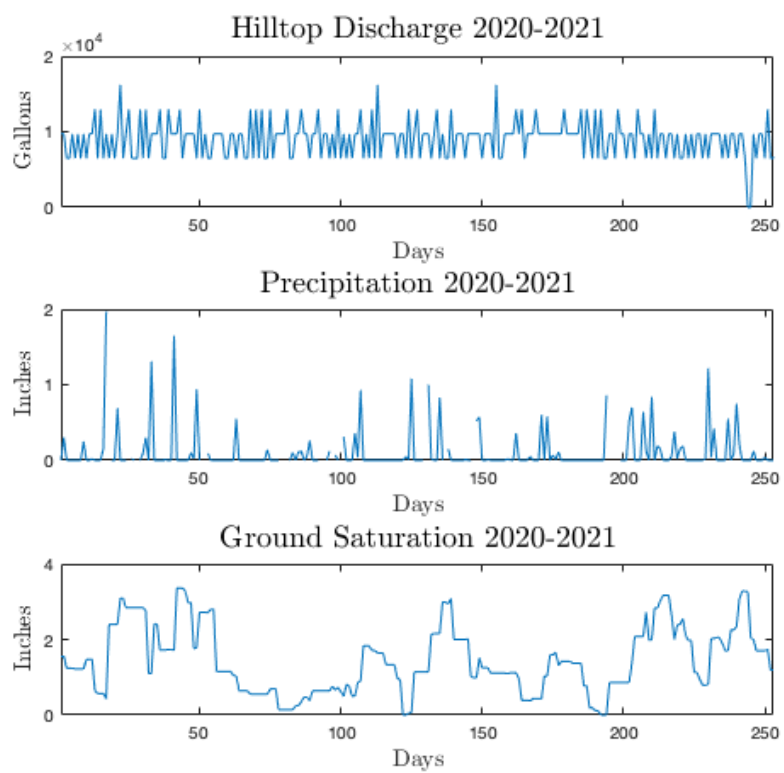 Hilltop Discharge 2020-2021
×10⁴
2
1
0
Gallons
50 100 150 200 250
Days
Precipitation 2020-2021
2
1
0
Inches
50 100 150 200 250
Days
Ground Saturation 2020-2021
4
2
0
Inches
50 100 150 200 250
Days